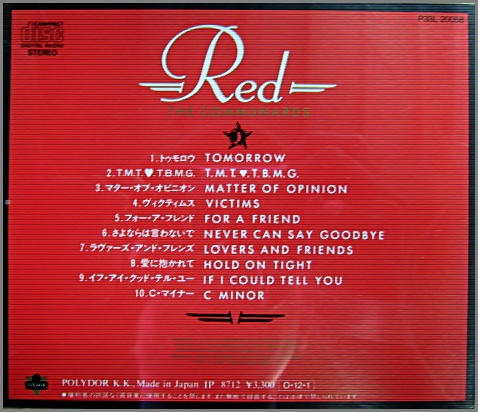 COMPACT
disc
DIGITAL AUDIO
STEREO
P33L 20068
Red
THE COMMUNARDS
1.トゥモロウ TOMORROW
2.T.M.T.♥.T.B.M.G. T.M.T.♥.T.B.M.G.
3.マター・オブ・オピニオン MATTER OF OPINION
4.ヴィクティムス VICTIMS
5.フォー・ア・フレンド FOR A FRIEND
6.さよならは言わないで NEVER CAN SAY GOODBYE
7.ラヴァーズ・アンド・フレンズ LOVERS AND FRIENDS
8.愛に抱かれて HOLD ON TIGHT
9.イフ・アイ・クッド・テル・ユー IF I COULD TELL YOU
10.C・マイナー C MINOR
POLYDOR K.K., Made in Japan IP 8712 ¥3,300 O-12-1